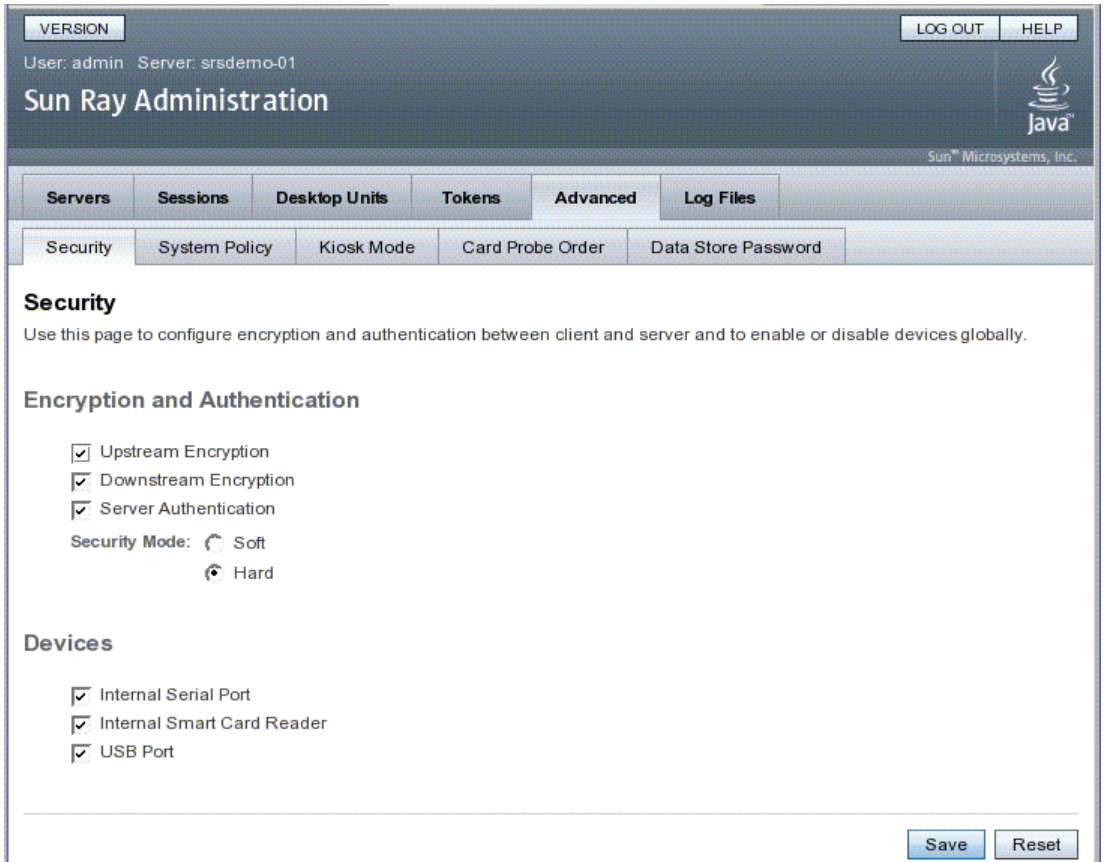 VERSION
LOG OUT HELP
User: admin Server: srsdemo-01
Sun Ray Administration
Java™
Sun™ Microsystems, Inc.
Servers Sessions Desktop Units Tokens Advanced Log Files
Security System Policy Kiosk Mode Card Probe Order Data Store Password
Security
Use this page to configure encryption and authentication between client and server and to enable or disable devices globally.
Encryption and Authentication
Upstream Encryption
Downstream Encryption
Server Authentication
Security Mode: Soft
Hard
Devices
Internal Serial Port
Internal Smart Card Reader
USB Port
Save Reset